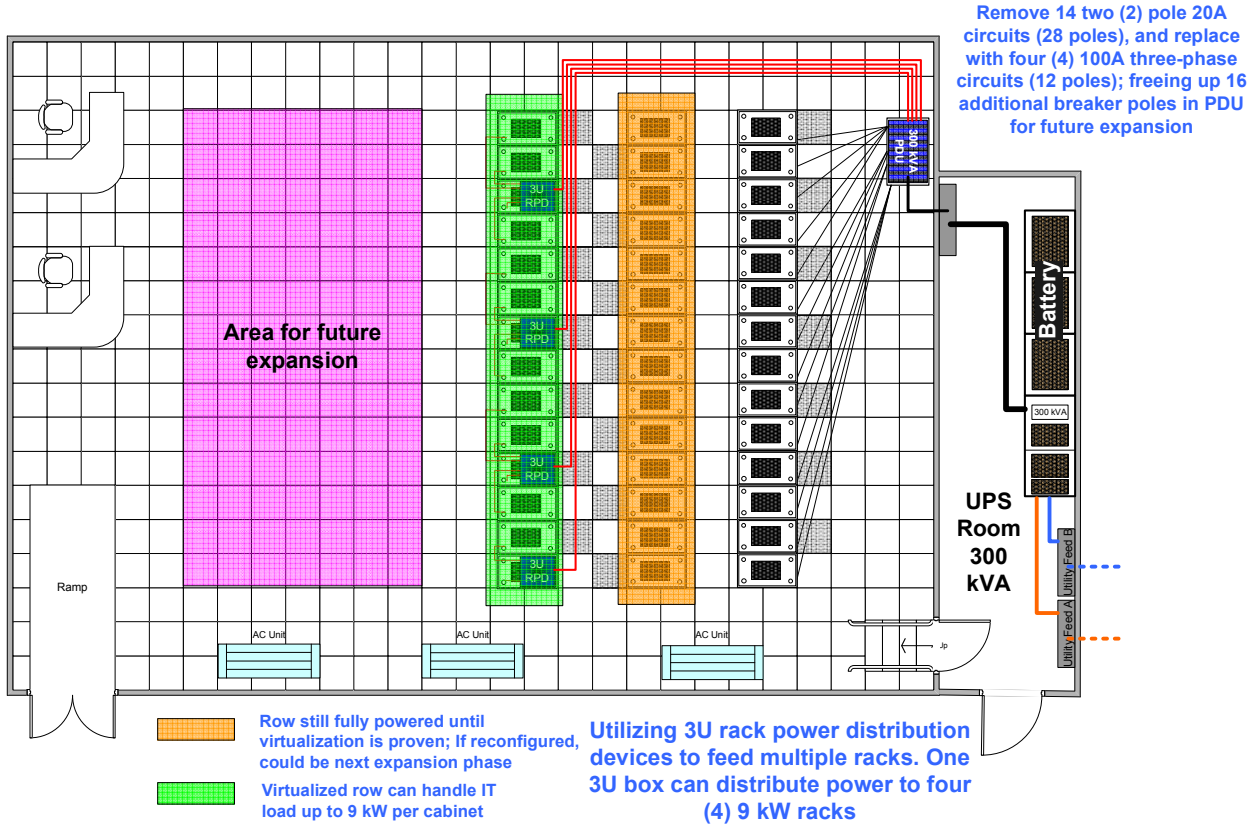 Remove 14 two (2) pole 20A
circuits (28 poles), and replace
with four (4) 100A three-phase
circuits (12 poles); freeing up 16
additional breaker poles in PDU
for future expansion
300 kVA
PDU
3U
RPD
3U
RPD
3U
RPD
3U
RPD
Area for future
expansion
Battery
300 kVA
UPS
Room
300
kVA
Utility Feed B
Utility Feed A
Ramp
AC Unit
AC Unit
AC Unit
Up
Row still fully powered until
virtualization is proven; If reconfigured,
could be next expansion phase
Virtualized row can handle IT
load up to 9 kW per cabinet
Utilizing 3U rack power distribution
devices to feed multiple racks. One
3U box can distribute power to four
(4) 9 kW racks